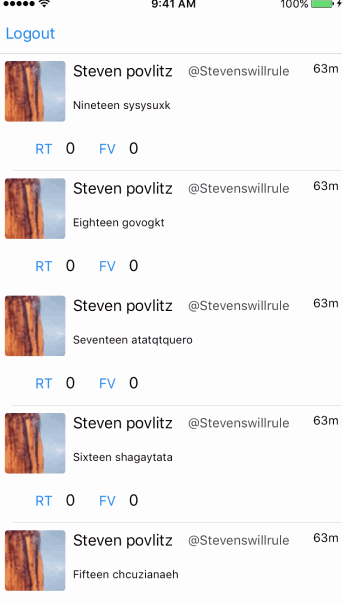 9:41 AM 100%
Logout
Steven povlitz @Stevenswillrule 63m
Nineteen sysysuxk
RT 0 FV 0
Steven povlitz @Stevenswillrule 63m
Eighteen govogkt
RT 0 FV 0
Steven povlitz @Stevenswillrule 63m
Seventeen atatqtquero
RT 0 FV 0
Steven povlitz @Stevenswillrule 63m
Sixteen shagaytata
RT 0 FV 0
Steven povlitz @Stevenswillrule 63m
Fifteen chcuzianaeh